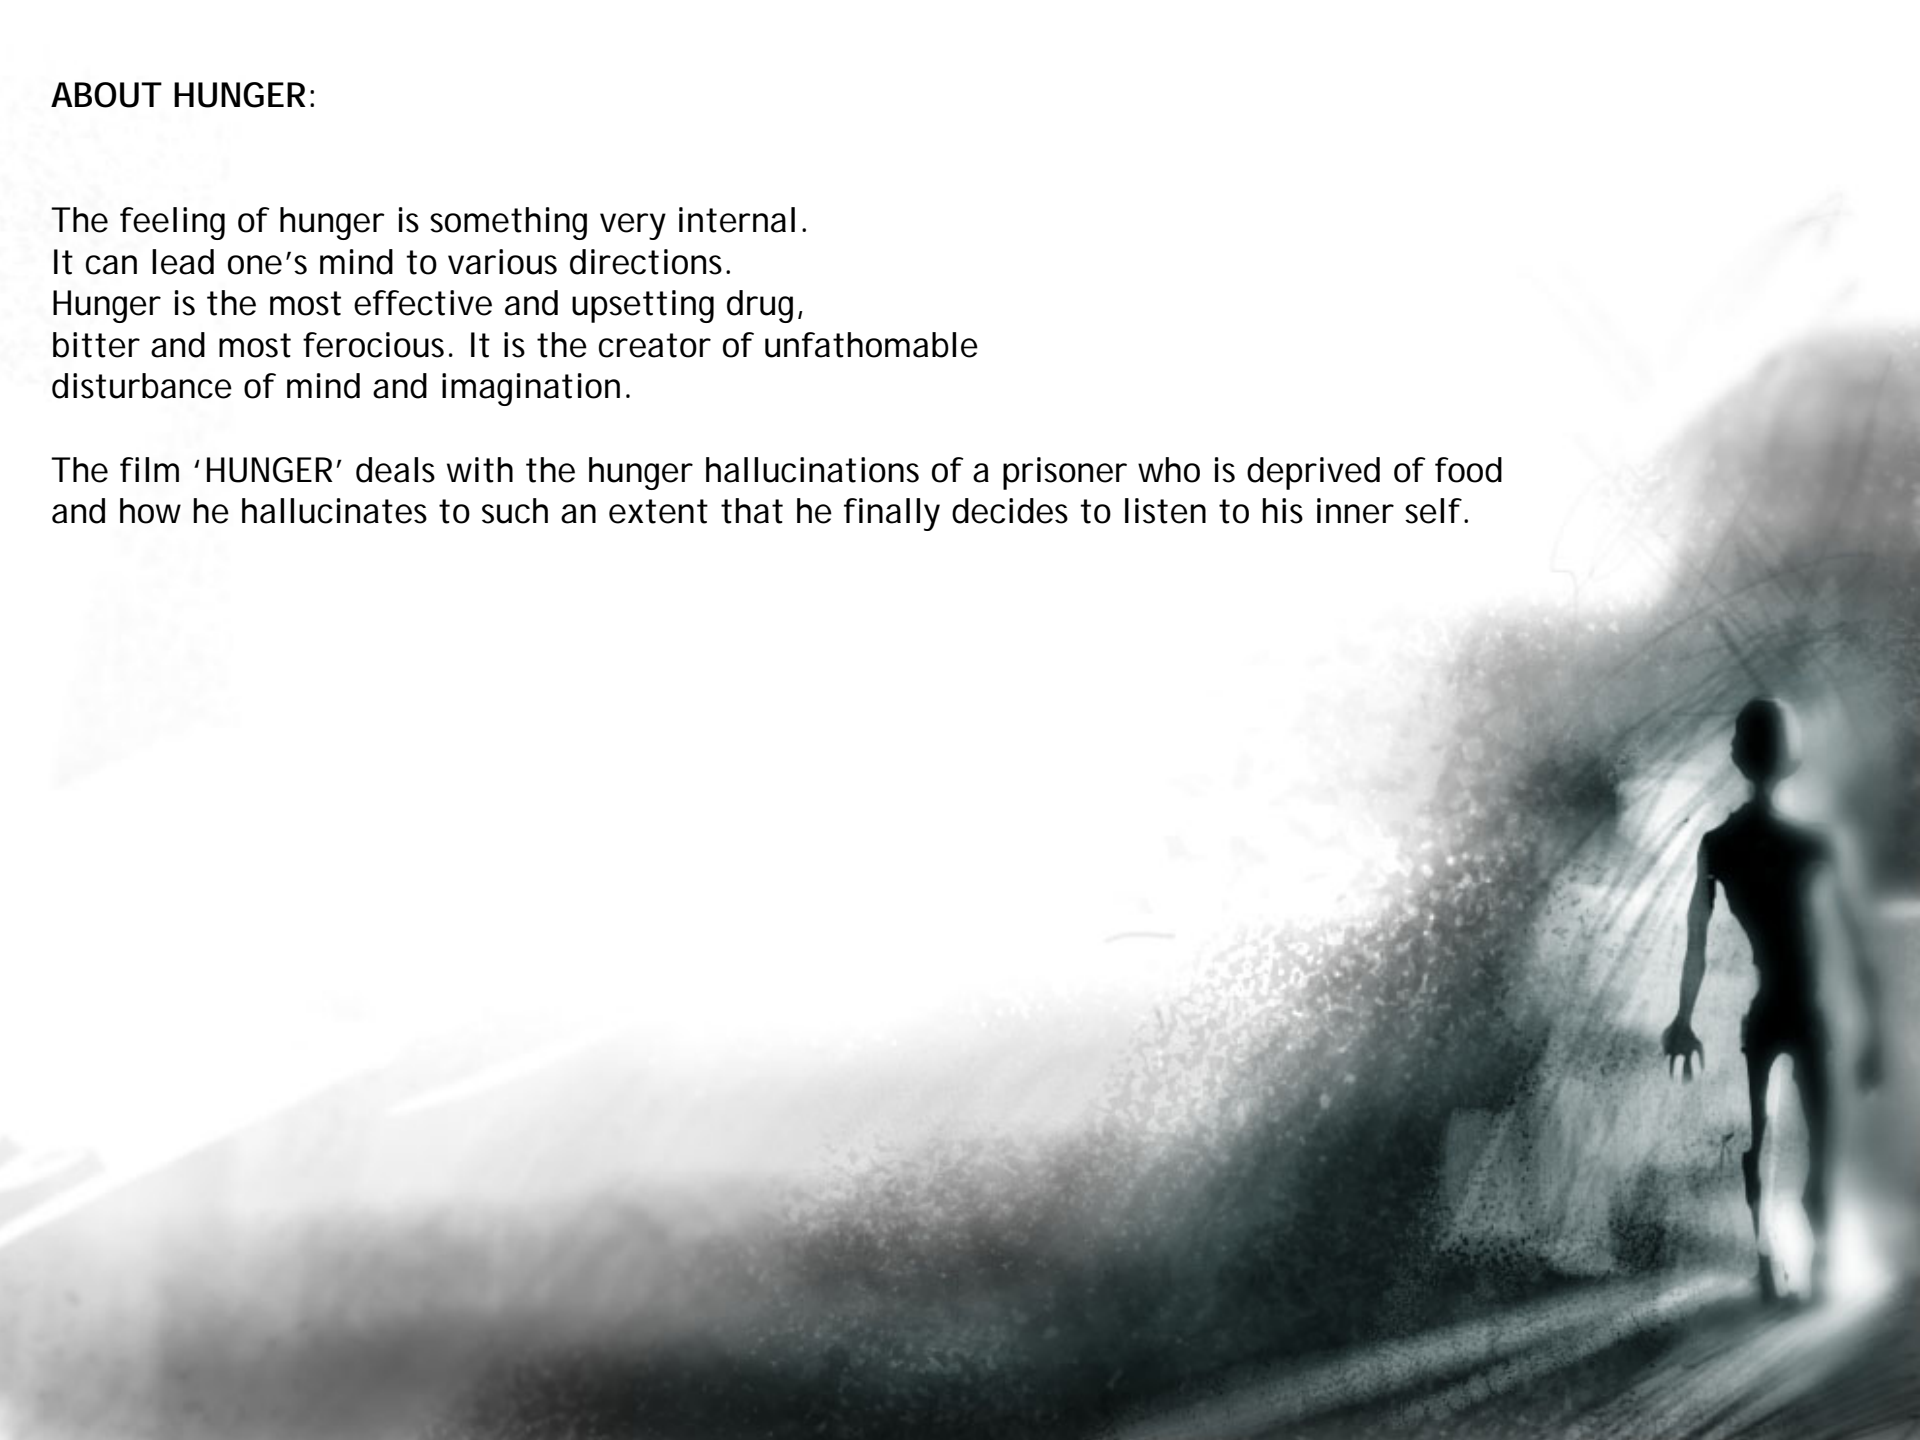 ABOUT HUNGER:
The feeling of hunger is something very internal.
It can lead one’s mind to various directions.
Hunger is the most effective and upsetting drug,
bitter and most ferocious. It is the creator of unfathomable
disturbance of mind and imagination.
The film ‘HUNGER’ deals with the hunger hallucinations of a prisoner who is deprived of food
and how he hallucinates to such an extent that he finally decides to listen to his inner self.